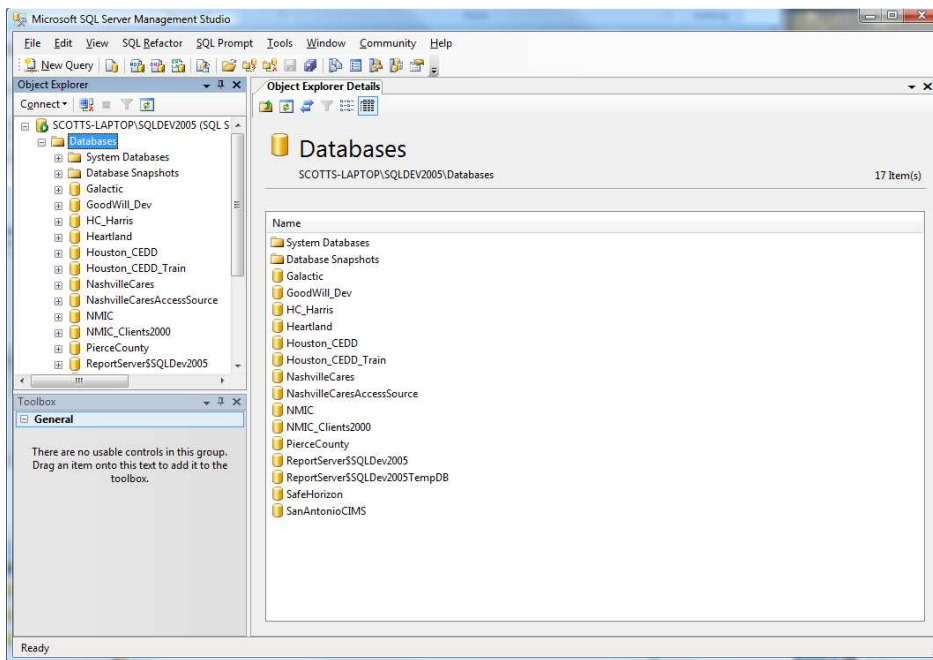 Microsoft SQL Server Management Studio
File Edit View SQL Refactor SQL Prompt Tools Window Community Help
New Query
Object Explorer
Connect
SCOTTS-LAPTOP\SQLDEV2005 (SQL S
Databases
System Databases
Database Snapshots
Galactic
GoodWill_Dev
HC_Harris
Heartland
Houston_CEDD
Houston_CEDD_Train
NashvilleCares
NashvilleCaresAccessSource
NMIC
NMIC_Clients2000
PierceCounty
ReportServer$SQLDev2005
Toolbox
General
There are no usable controls in this group.
Drag an item onto this text to add it to the
toolbox.
Object Explorer Details
Databases
SCOTTS-LAPTOP\SQLDEV2005\Databases
17 Item(s)
Name
System Databases
Database Snapshots
Galactic
GoodWill_Dev
HC_Harris
Heartland
Houston_CEDD
Houston_CEDD_Train
NashvilleCares
NashvilleCaresAccessSource
NMIC
NMIC_Clients2000
PierceCounty
ReportServer$SQLDev2005
ReportServer$SQLDev2005TempDB
SafeHorizon
SanAntonioCIMS
Ready